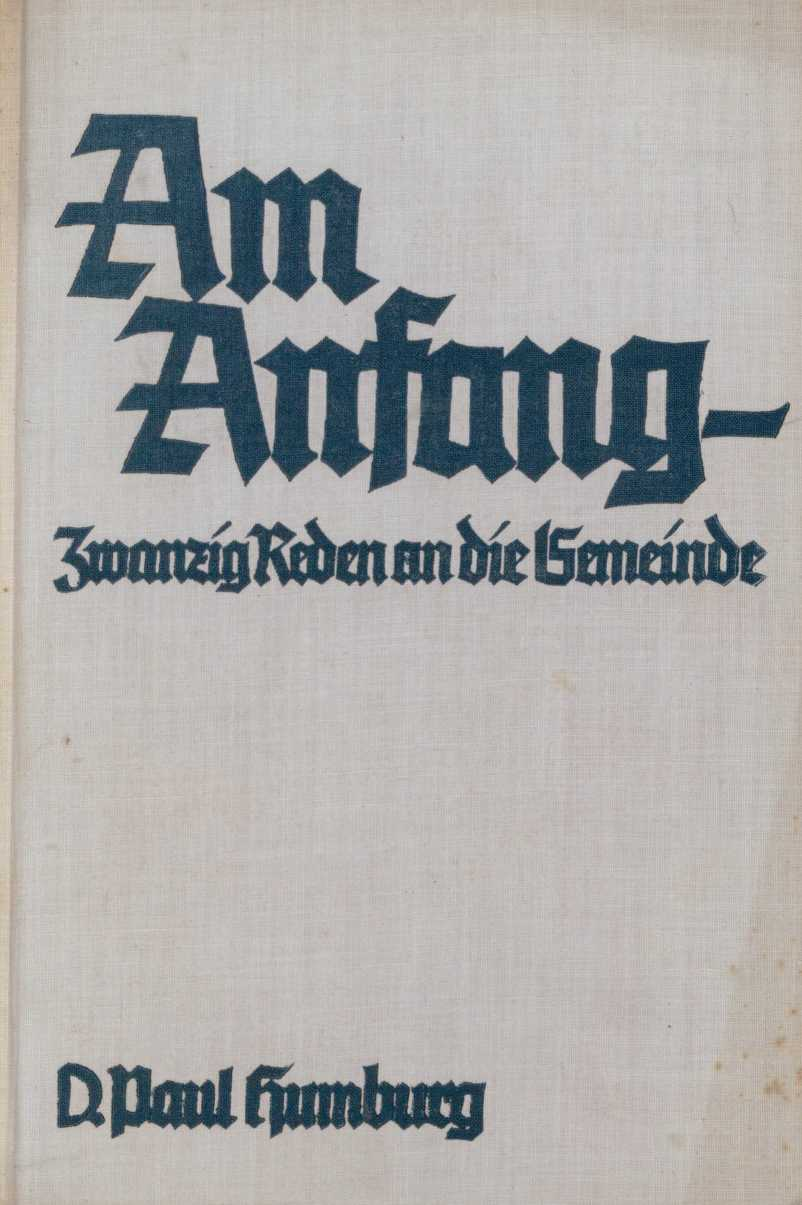 Am
Anfang–
Zwanzig Reden an die Gemeinde
D. Paul Humburg